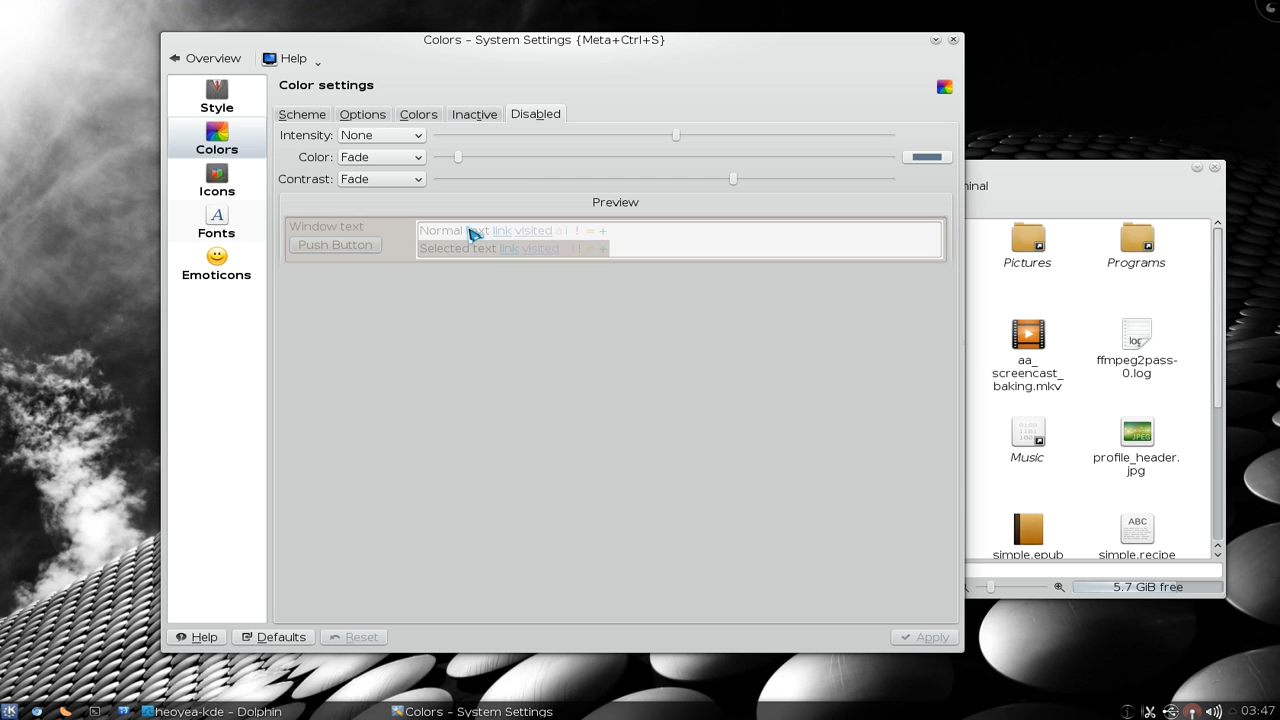 Colors – System Settings {Meta+Ctrl+S}
Overview
Help
Style
Colors
Icons
Fonts
Emoticons
Color settings
Scheme Options Colors Inactive Disabled
Intensity: None
Color: Fade
Contrast: Fade
Preview
Window text
Push Button
Normal text link visited a i ! = +
Selected text link visited ! = +
Help
Defaults
Reset
Apply
Pictures
Programs
aa_
screencast_
baking.mkv
log
ffmpeg2pass-
0.log
Music
JPEG
profile_header.
jpg
simple.epub
ABC
simple.recipe
5.7 GiB free
heoyea-kde – Dolphin
Colors – System Settings
03:47